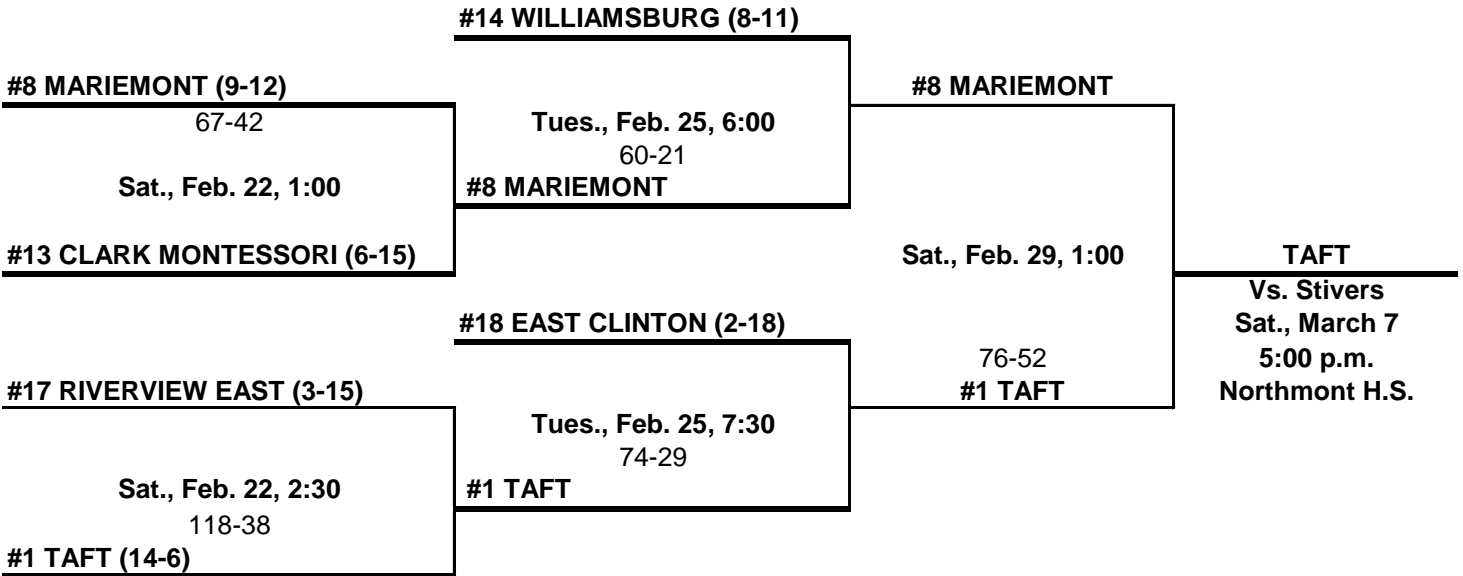 #14 WILLIAMSBURG (8-11)
#8 MARIEMONT (9-12)
#8 MARIEMONT
67-42
Tues., Feb. 25, 6:00
60-21
Sat., Feb. 22, 1:00
#8 MARIEMONT
#13 CLARK MONTESSORI (6-15)
Sat., Feb. 29, 1:00
TAFT
Vs. Stivers
#18 EAST CLINTON (2-18)
Sat., March 7
76-52
5:00 p.m.
#17 RIVERVIEW EAST (3-15)
#1 TAFT
Northmont H.S.
Tues., Feb. 25, 7:30
74-29
Sat., Feb. 22, 2:30
#1 TAFT
118-38
#1 TAFT (14-6)